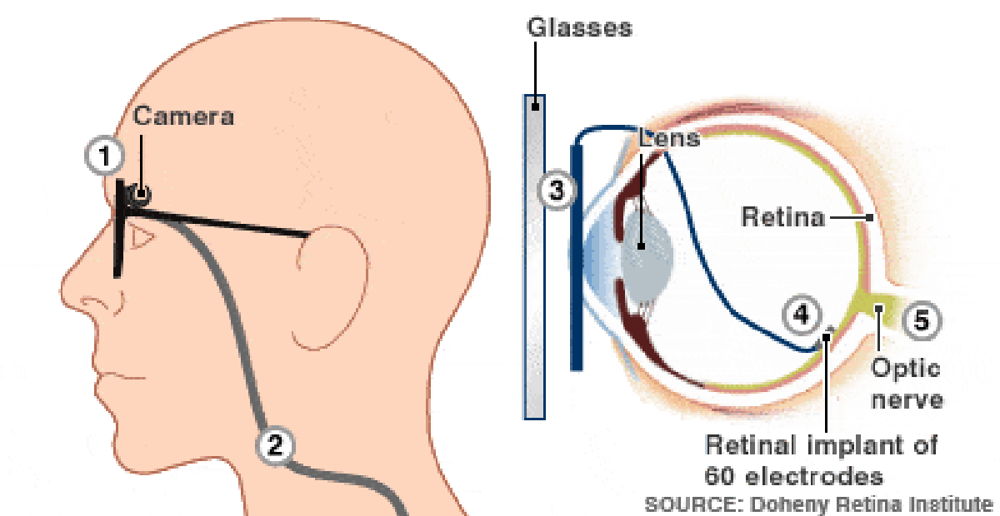 Glasses
Camera
Lens
1
3
Retina
4
5
Optic
nerve
2
Retinal implant of
60 electrodes
SOURCE: Doheny Retina Institute